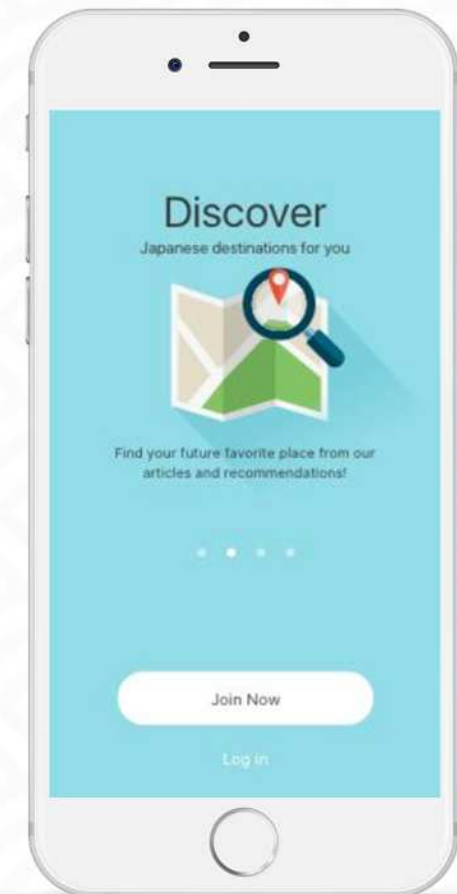 Discover
Japanese destinations for you
Find your future favorite place from our
articles and recommendations!
Join Now
Log in